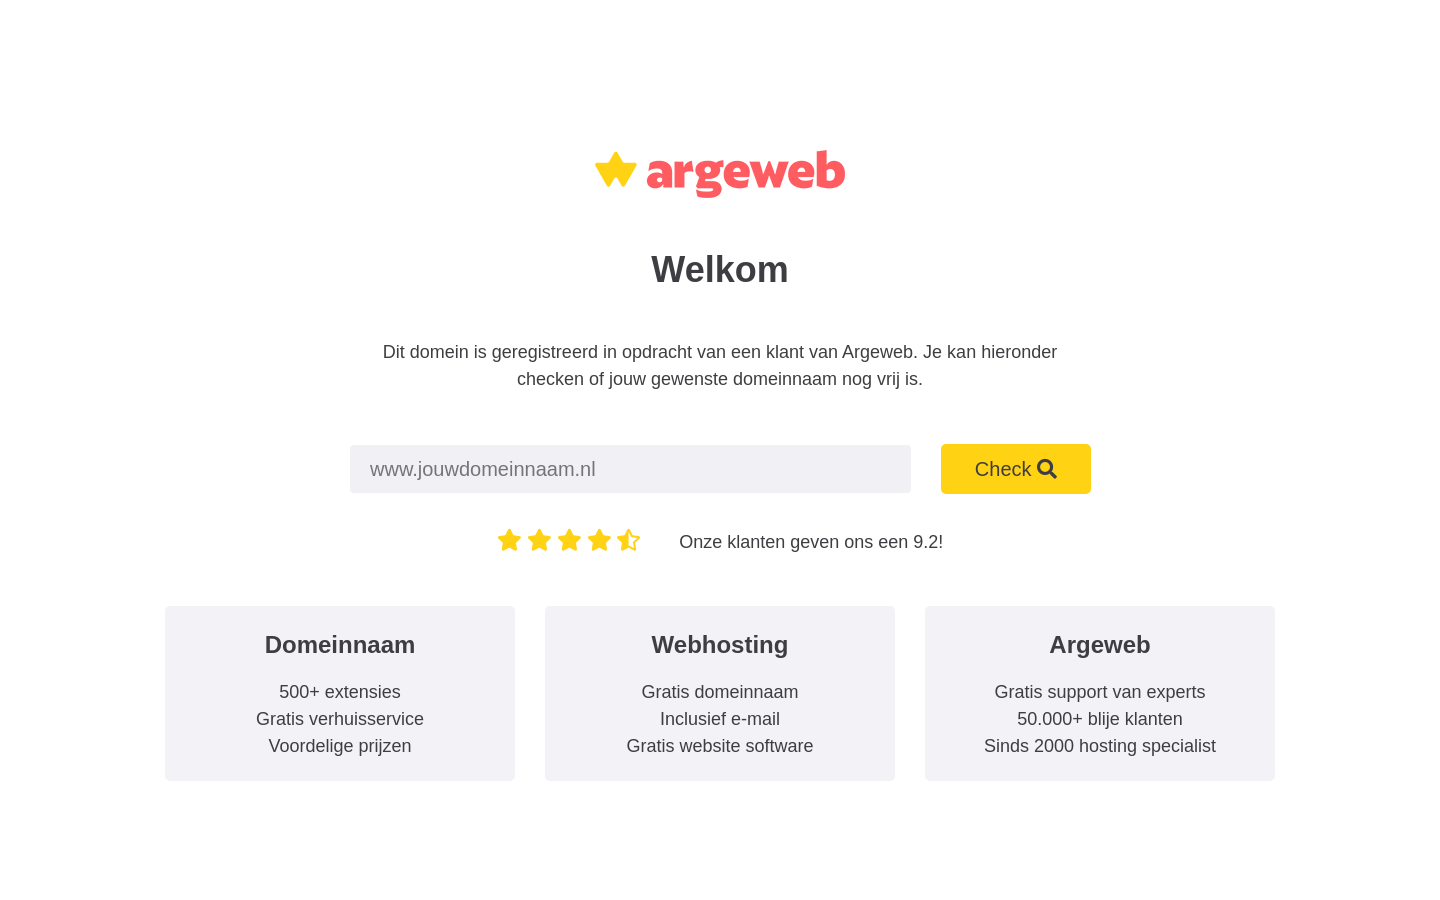 argeweb
Welkom
Dit domein is geregistreerd in opdracht van een klant van Argeweb. Je kan hieronder
checken of jouw gewenste domeinnaam nog vrij is.
www.jouwdomeinnaam.nl
Check
Onze klanten geven ons een 9.2!
Domeinnaam
500+ extensies
Gratis verhuisservice
Voordelige prijzen
Webhosting
Gratis domeinnaam
Inclusief e-mail
Gratis website software
Argeweb
Gratis support van experts
50.000+ blije klanten
Sinds 2000 hosting specialist